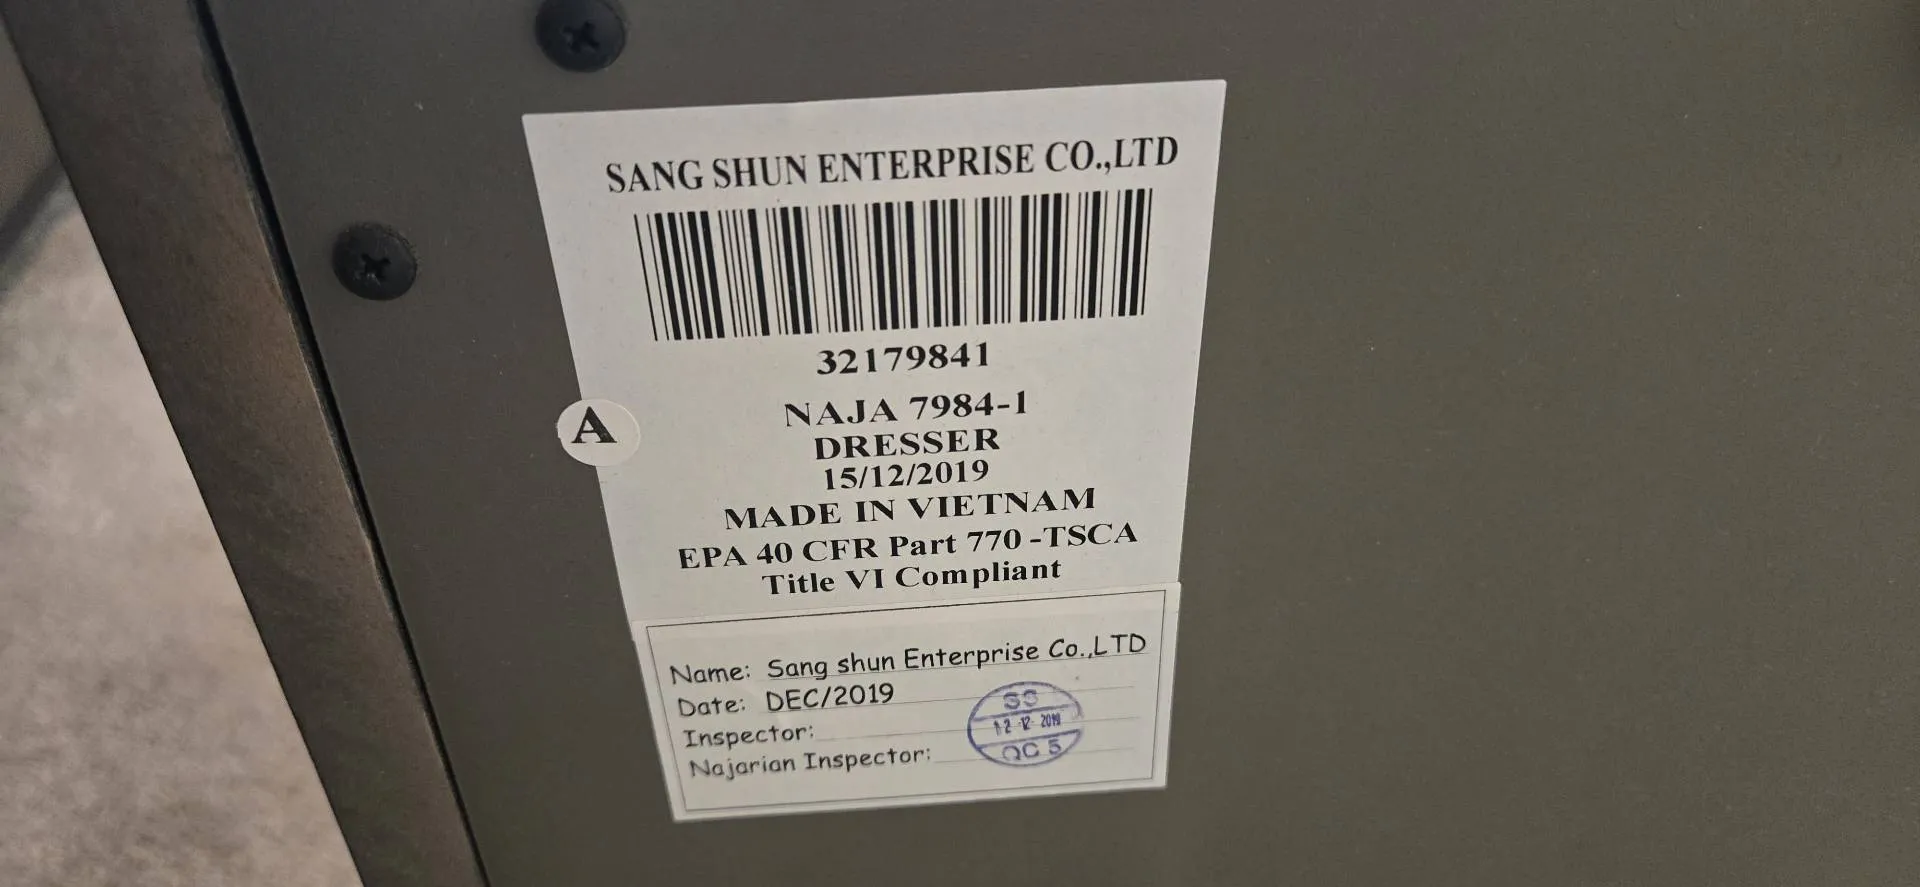 SANG SHUN ENTERPRISE CO.,LTD
32179841
NAJA 7984-1
A
DRESSER
15/12/2019
MADE IN VIETNAM
EPA 40 CFR Part 770 -TSCA
Title VI Compliant
Name: Sang shun Enterprise Co.,LTD
Date: DEC/2019
Inspector:
Najarian Inspector:
SS
12-12-2019
QC 5